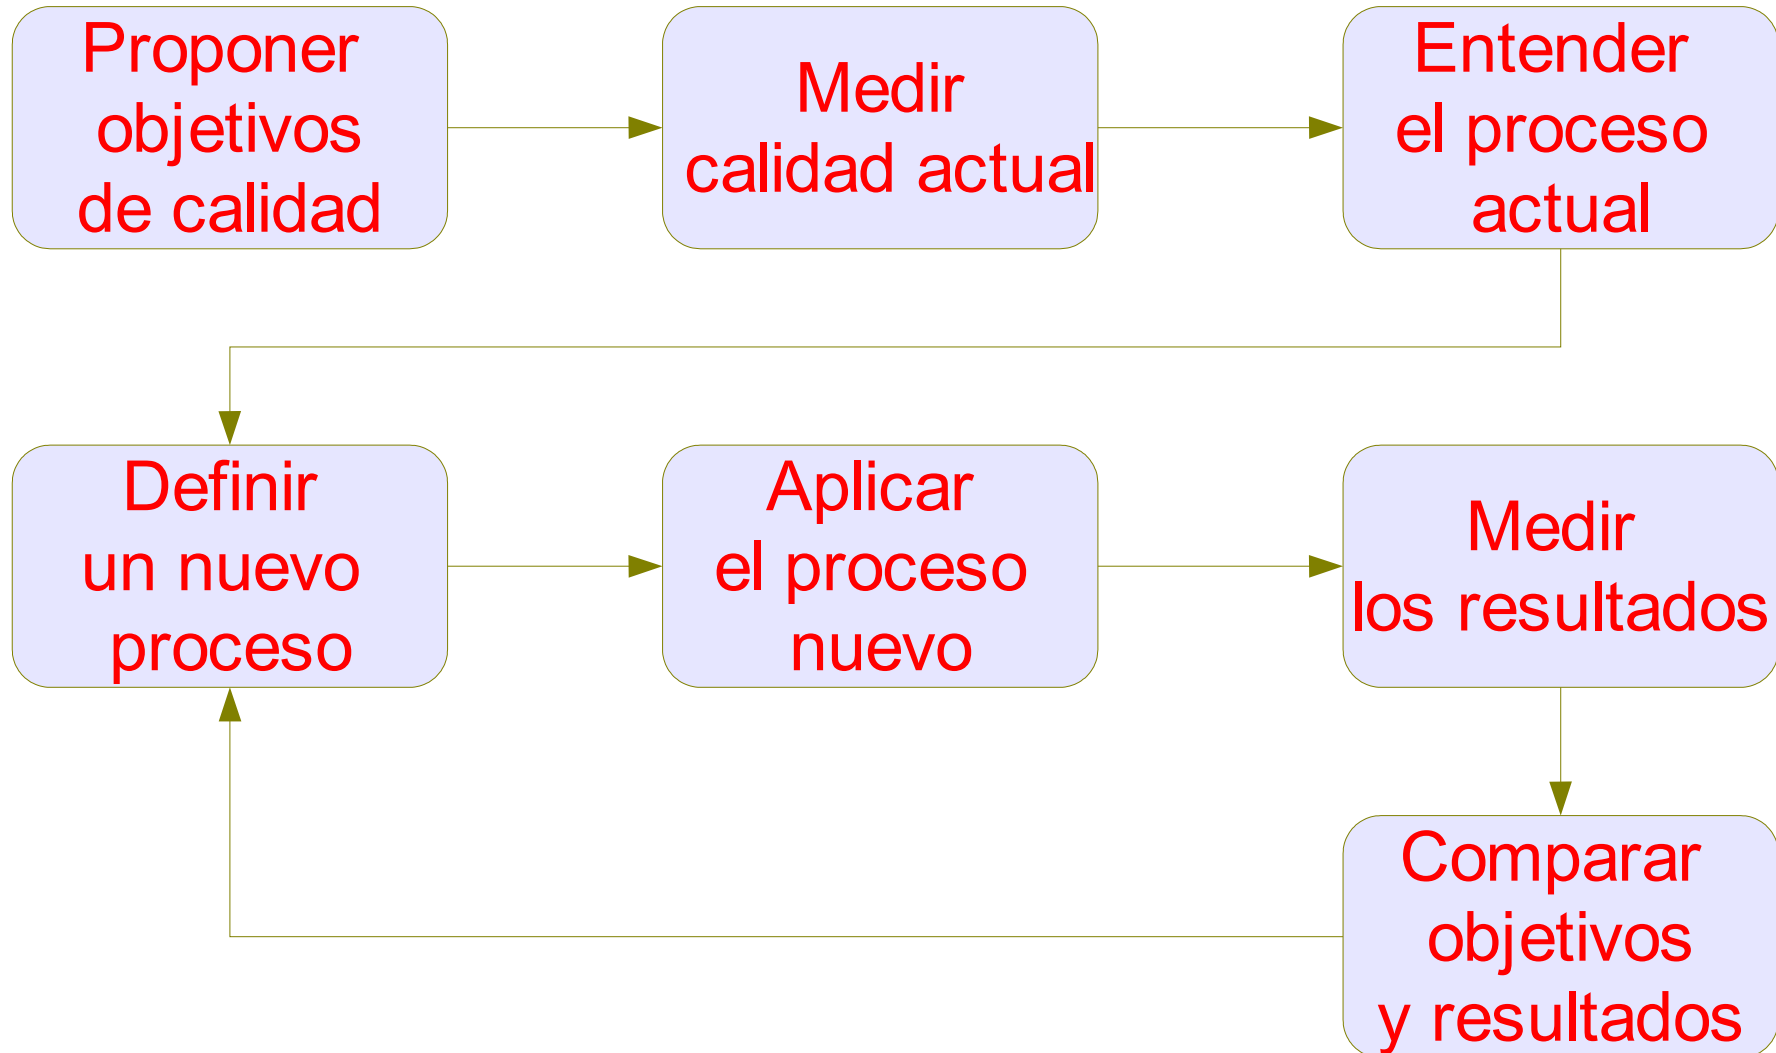 Proponer
objetivos
de calidad
Medir
calidad actual
Entender
el proceso
actual
Definir
un nuevo
proceso
Aplicar
el proceso
nuevo
Medir
los resultados
Comparar
objetivos
y resultados